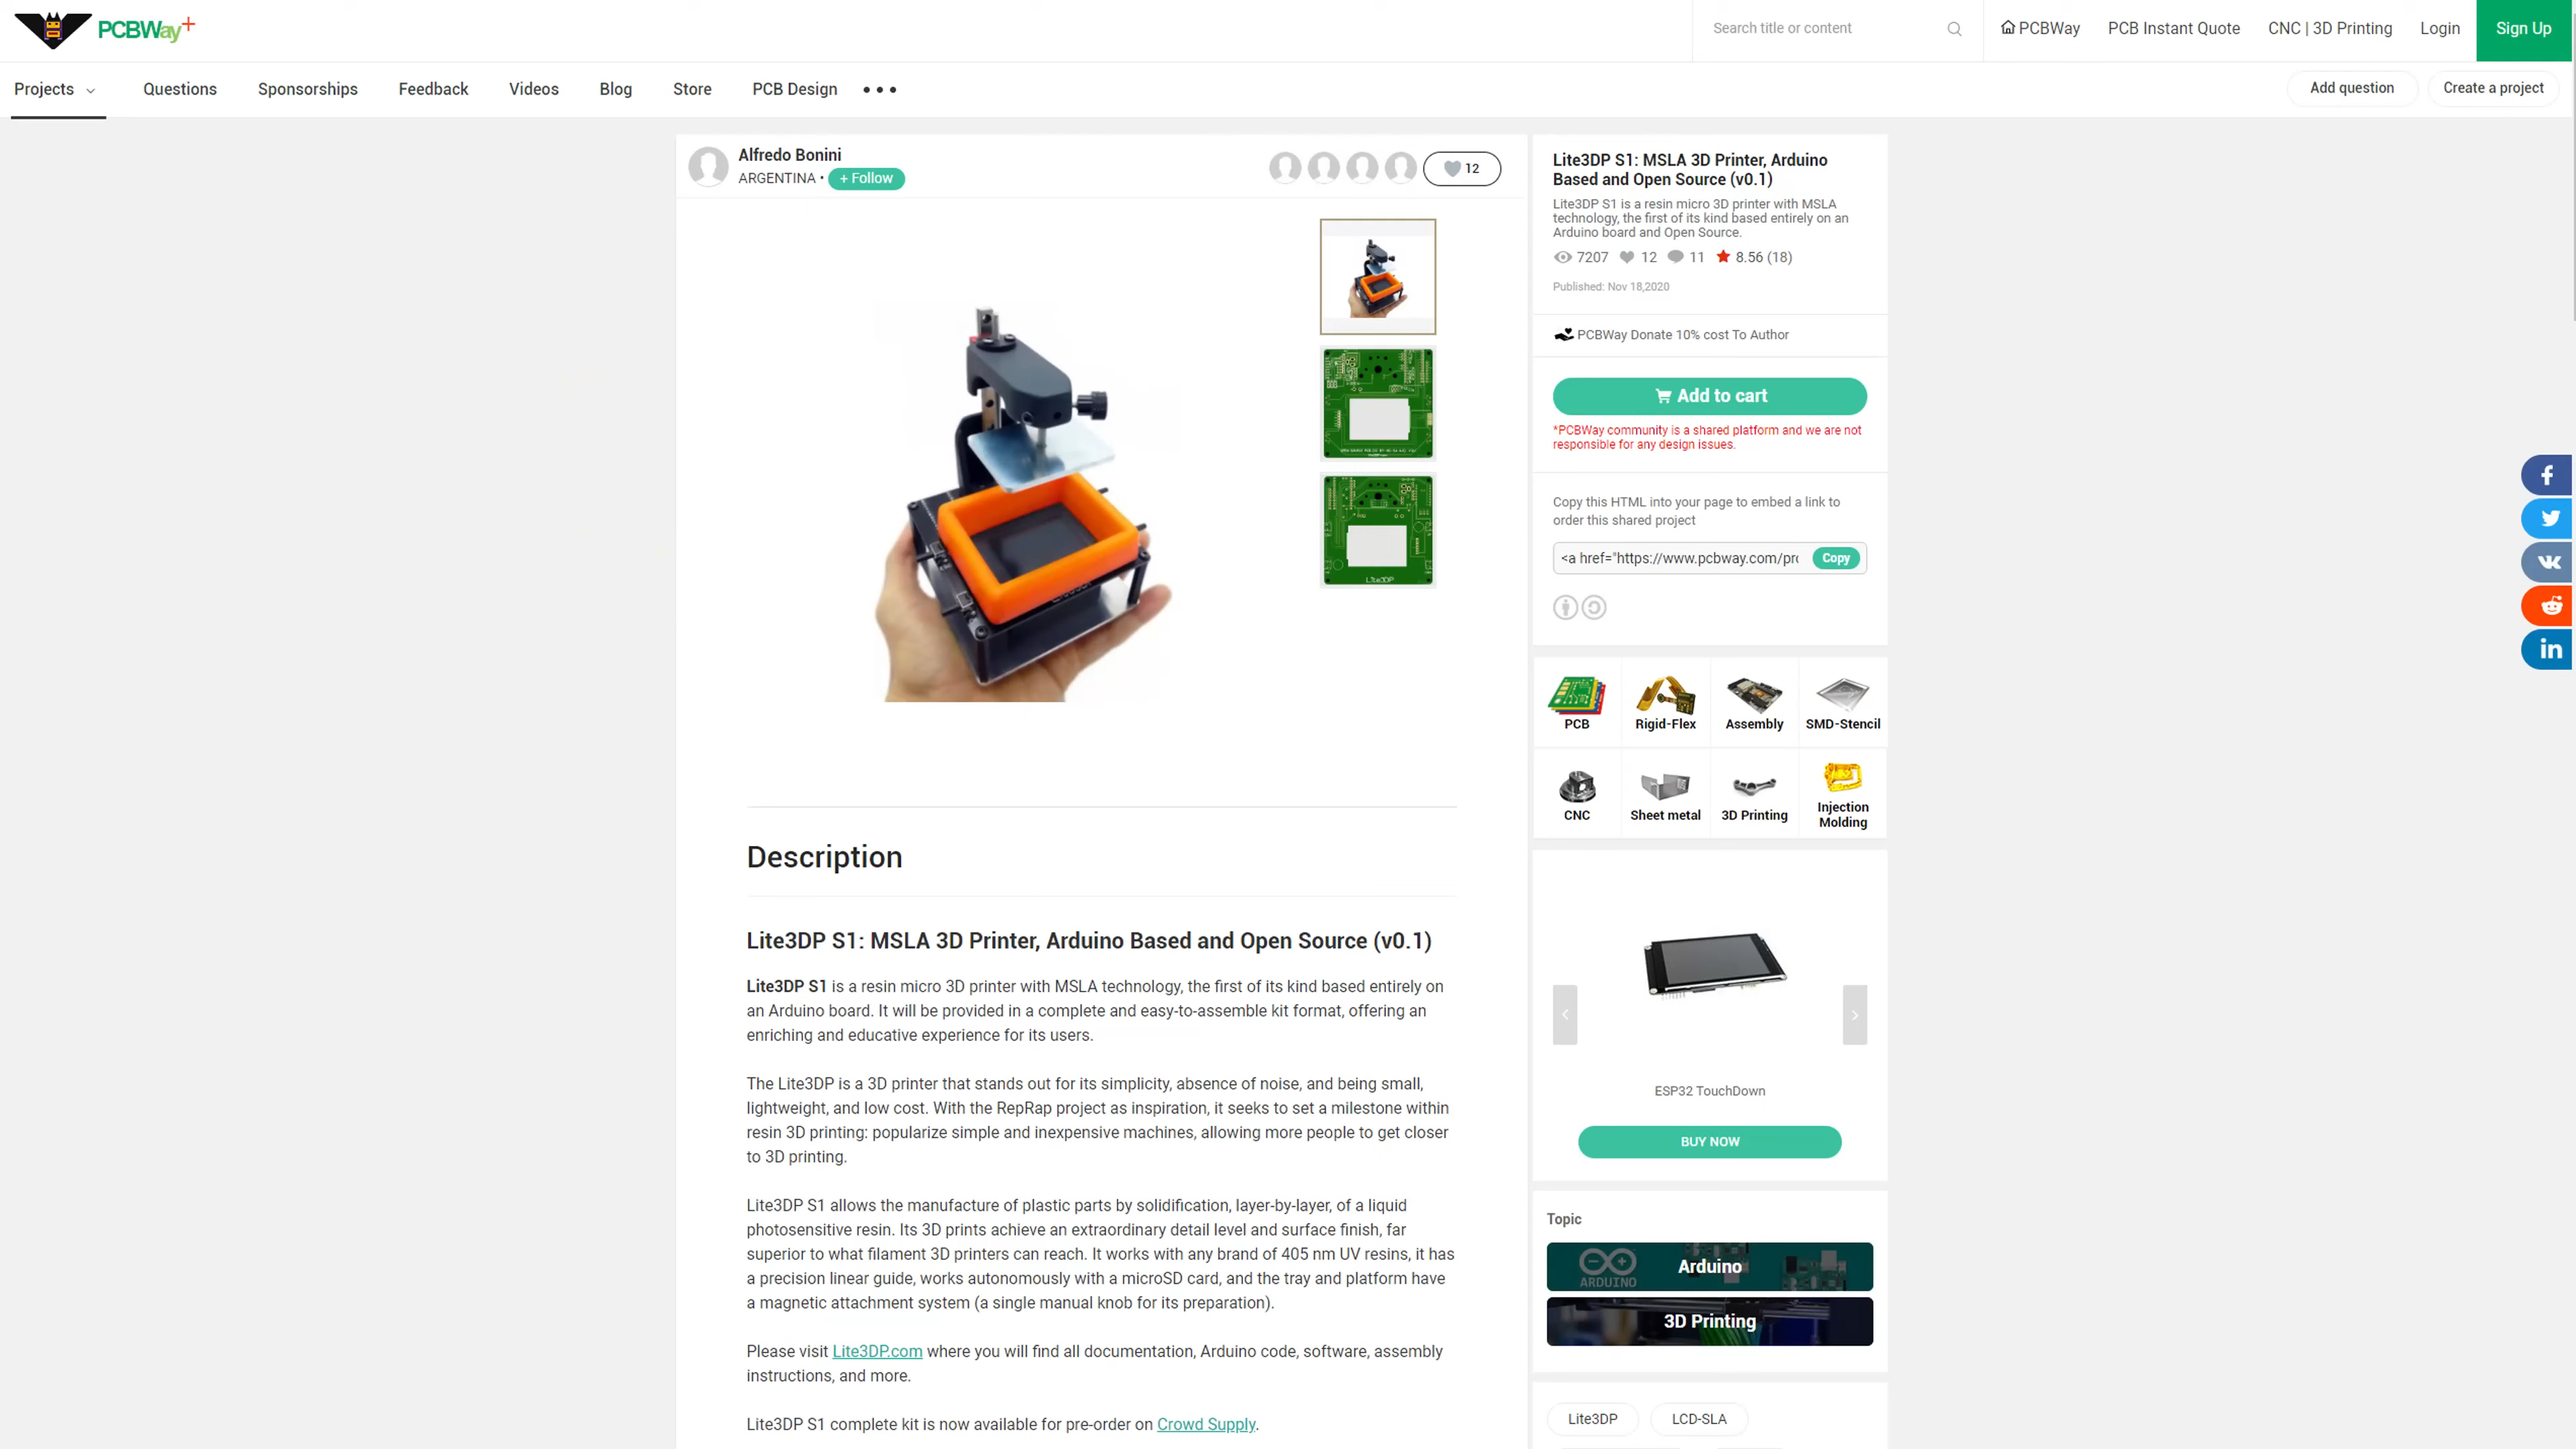 PCBWay+
Search title or content
PCBWay
PCB Instant Quote
CNC | 3D Printing
Login
Sign Up
Projects
Questions
Sponsorships
Feedback
Videos
Blog
Store
PCB Design
Add question
Create a project
Alfredo Bonini
ARGENTINA • + Follow
12
Description
Lite3DP S1: MSLA 3D Printer, Arduino Based and Open Source (v0.1)
Lite3DP S1 is a resin micro 3D printer with MSLA technology, the first of its kind based entirely on
an Arduino board. It will be provided in a complete and easy-to-assemble kit format, offering an
enriching and educative experience for its users.
The Lite3DP is a 3D printer that stands out for its simplicity, absence of noise, and being small,
lightweight, and low cost. With the RepRap project as inspiration, it seeks to set a milestone within
resin 3D printing: popularize simple and inexpensive machines, allowing more people to get closer
to 3D printing.
Lite3DP S1 allows the manufacture of plastic parts by solidification, layer-by-layer, of a liquid
photosensitive resin. Its 3D prints achieve an extraordinary detail level and surface finish, far
superior to what filament 3D printers can reach. It works with any brand of 405 nm UV resins, it has
a precision linear guide, works autonomously with a microSD card, and the tray and platform have
a magnetic attachment system (a single manual knob for its preparation).
Please visit Lite3DP.com where you will find all documentation, Arduino code, software, assembly
instructions, and more.
Lite3DP S1 complete kit is now available for pre-order on Crowd Supply.
Lite3DP
Lite3DP S1: MSLA 3D Printer, Arduino
Based and Open Source (v0.1)
Lite3DP S1 is a resin micro 3D printer with MSLA
technology, the first of its kind based entirely on an
Arduino board and Open Source.
7207 12 11 8.56 (18)
Published: Nov 18,2020
PCBWay Donate 10% cost To Author
Add to cart
*PCBWay community is a shared platform and we are not
responsible for any design issues.
Copy this HTML into your page to embed a link to
order this shared project
<a href="https://www.pcbway.com/pro
Copy
PCB
Rigid-Flex
Assembly
SMD-Stencil
CNC
Sheet metal
3D Printing
Injection
Molding
ESP32 TouchDown
BUY NOW
Topic
ARDUINO
Arduino
3D Printing
Lite3DP
LCD-SLA